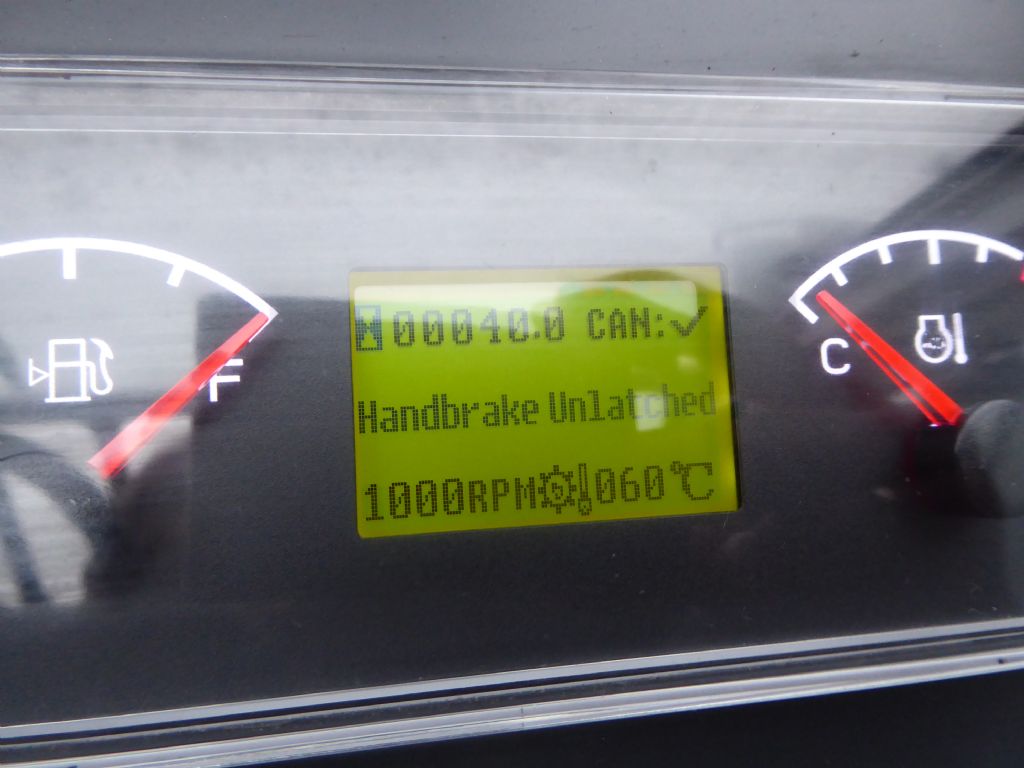 00040.0 CAN:✓
Handbrake Unlatched
1000RPM 060℃
F
C